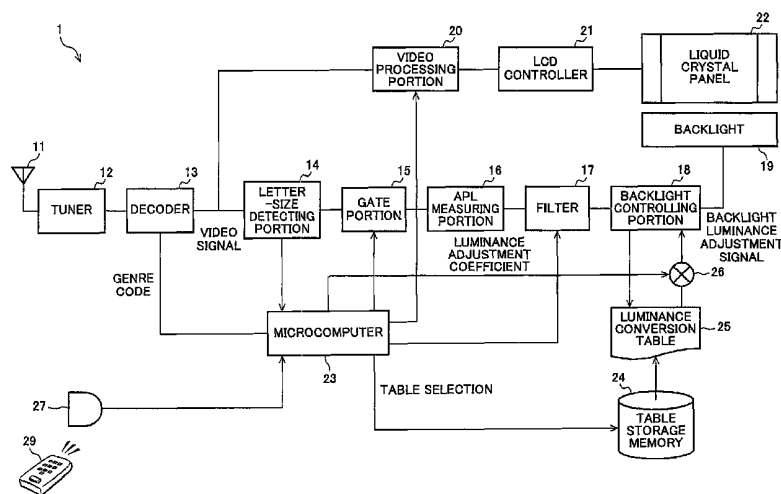 1
20
VIDEO
PROCESSING
PORTION
21
LCD
CONTROLLER
22
LIQUID
CRYSTAL
PANEL
BACKLIGHT
19
11
12
TUNER
13
DECODER
VIDEO
SIGNAL
14
LETTER
-SIZE
DETECTING
PORTION
15
GATE
PORTION
16
APL
MEASURING
PORTION
17
FILTER
18
BACKLIGHT
CONTROLLING
PORTION
BACKLIGHT
LUMINANCE
ADJUSTMENT
SIGNAL
GENRE
CODE
LUMINANCE
ADJUSTMENT
COEFFICIENT
26
MICROCOMPUTER
23
LUMINANCE
CONVERSION
TABLE
25
27
TABLE SELECTION
24
TABLE
STORAGE
MEMORY
29